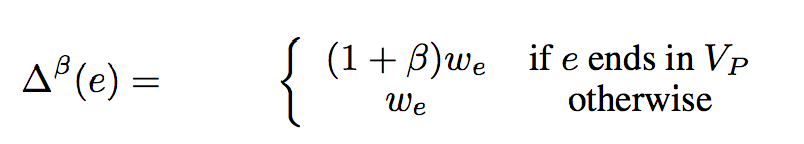 Δ^β(e) = { (1 + β)w_e if e ends in V_P
w_e otherwise